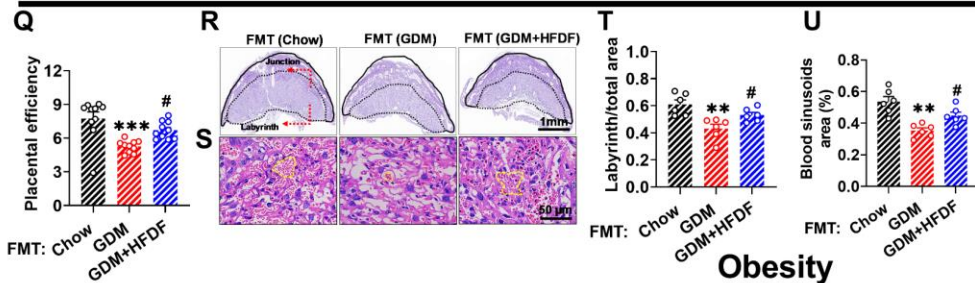 Q
Placental efficiency
12
9
6
3
0
***
#
FMT: Chow GDM GDM+HFDF
R
FMT (Chow) FMT (GDM) FMT (GDM+HFDF)
Junction
Labyrinth
1mm
S
50 μm
T
Labyrinth/total area
1.0
0.8
0.6
0.4
0.2
0.0
**
#
FMT: Chow GDM GDM+HFDF
U
Blood sinusoids
area (%)
0.8
0.6
0.4
0.2
0.0
**
#
FMT: Chow GDM GDM+HFDF
Obesity